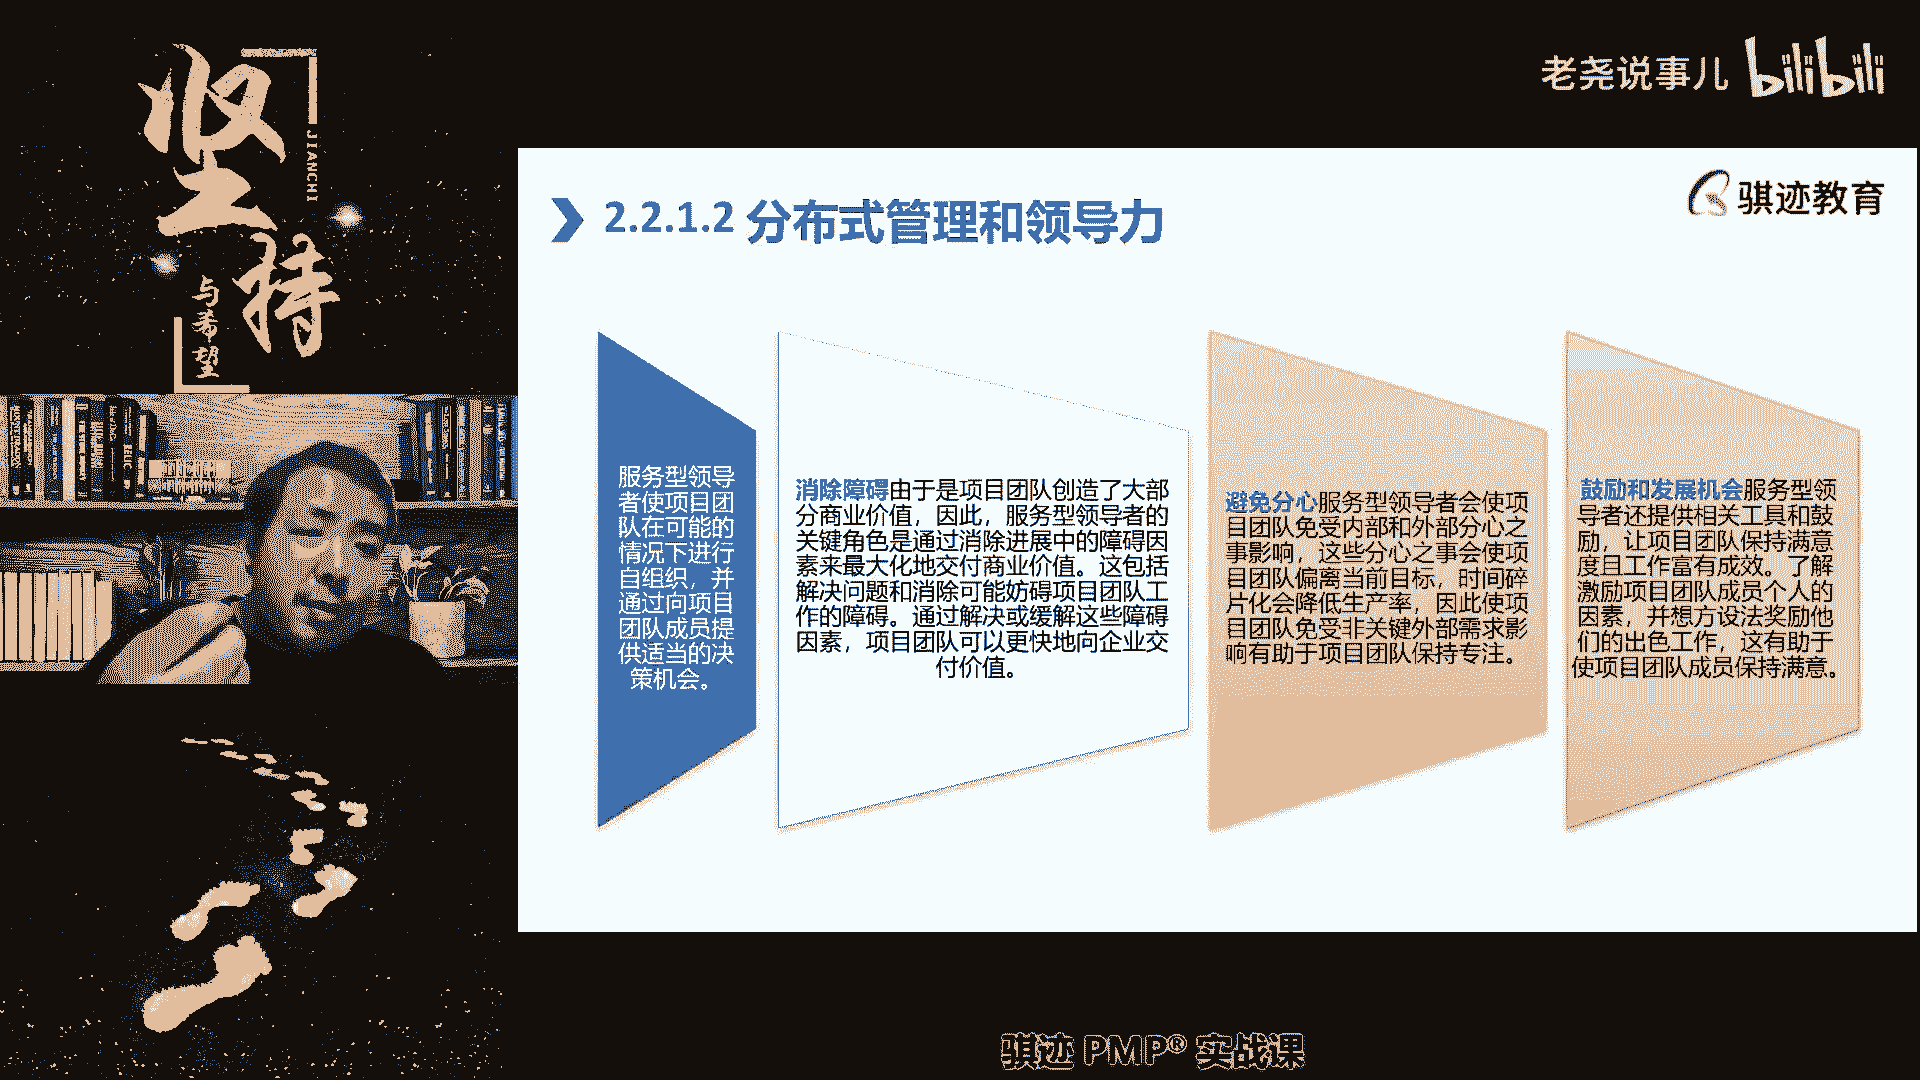 坚持
JIANCHI
与希望
老尧说事儿 bilibili
骐迹教育
2.2.1.2 分布式管理和领导力
服务型领导
者使项目团
队在可能的
情况下进行
自组织，并
通过向项目
团队成员提
供适当的决
策机会。
消除障碍由于是项目团队创造了大部
分商业价值，因此，服务型领导者的
关键角色是通过消除进展中的障碍因
素来最大化地交付商业价值。这包括
解决问题和消除可能妨碍项目团队工
作的障碍。通过解决或缓解这些障碍
因素，项目团队可以更快地向企业交
付价值。
避免分心服务型领导者会使项
目团队免受内部和外部分心之
事影响，这些分心之事会使项
目团队偏离当前目标，时间碎
片化会降低生产率，因此使项
目团队免受非关键外部需求影
响有助于项目团队保持专注。
鼓励和发展机会服务型领
导者还提供相关工具和鼓
励，让项目团队保持满意
度且工作富有成效。了解
激励项目团队成员个人的
因素，并想方设法奖励他
们的出色工作，这有助于
使项目团队成员保持满意。
骐迹 PMP® 实战课